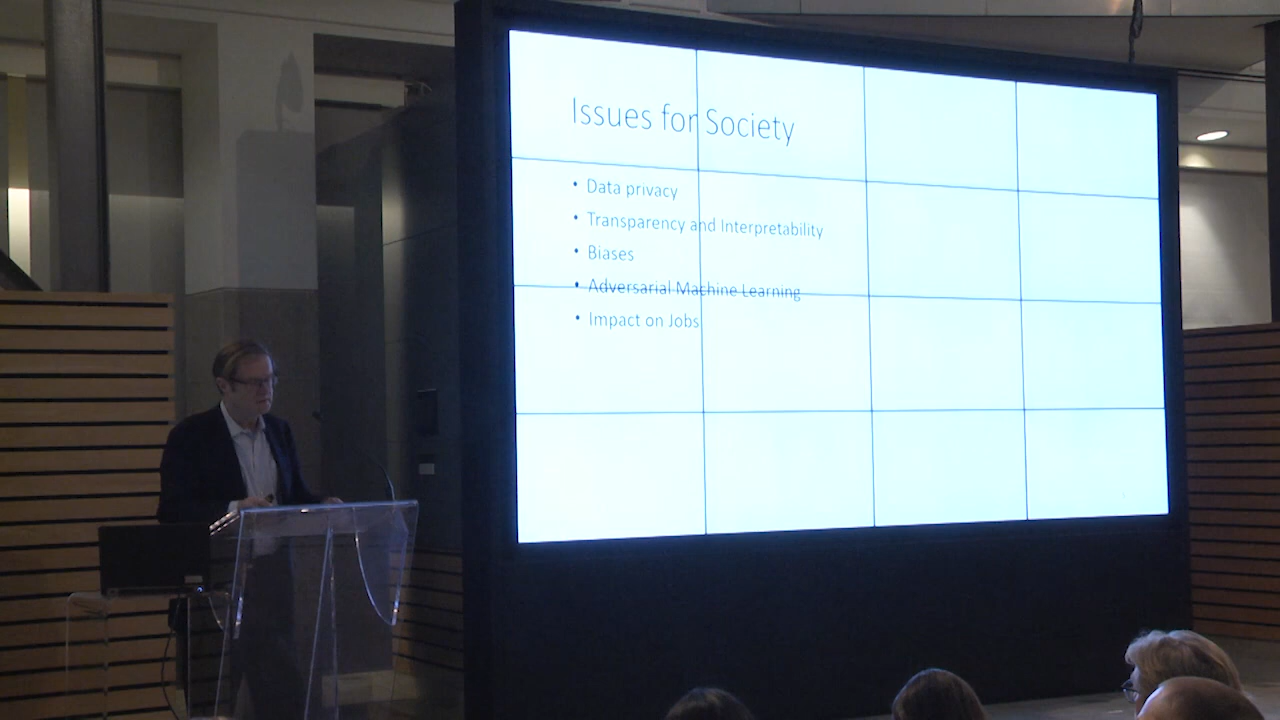 Issues for Society
• Data privacy
• Transparency and Interpretability
• Biases
• Adversarial Machine Learning
• Impact on Jobs